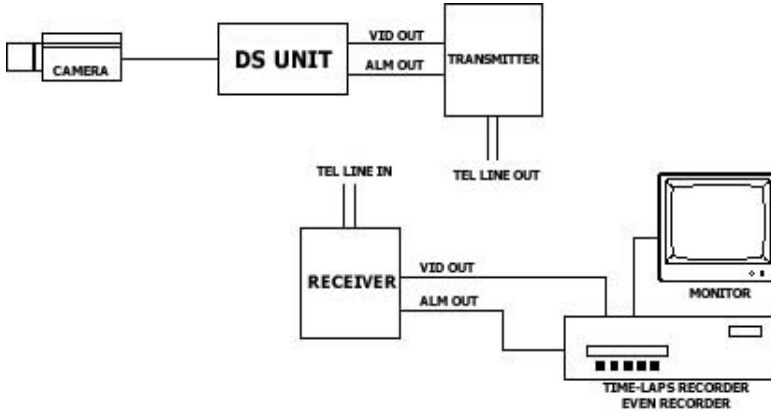 CAMERA
DS UNIT
VID OUT
ALM OUT
TRANSMITTER
TEL LINE OUT
TEL LINE IN
RECEIVER
VID OUT
ALM OUT
MONITOR
TIME-LAPS RECORDER
EVEN RECORDER